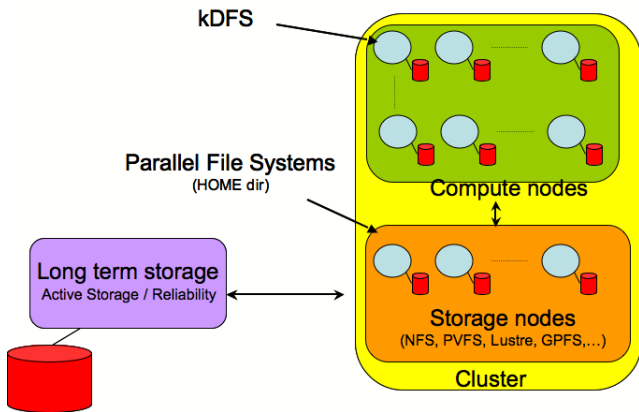 kDFS
Parallel File Systems
(HOME dir)
Compute nodes
Long term storage
Active Storage / Reliability
Storage nodes
(NFS, PVFS, Lustre, GPFS,...)
Cluster